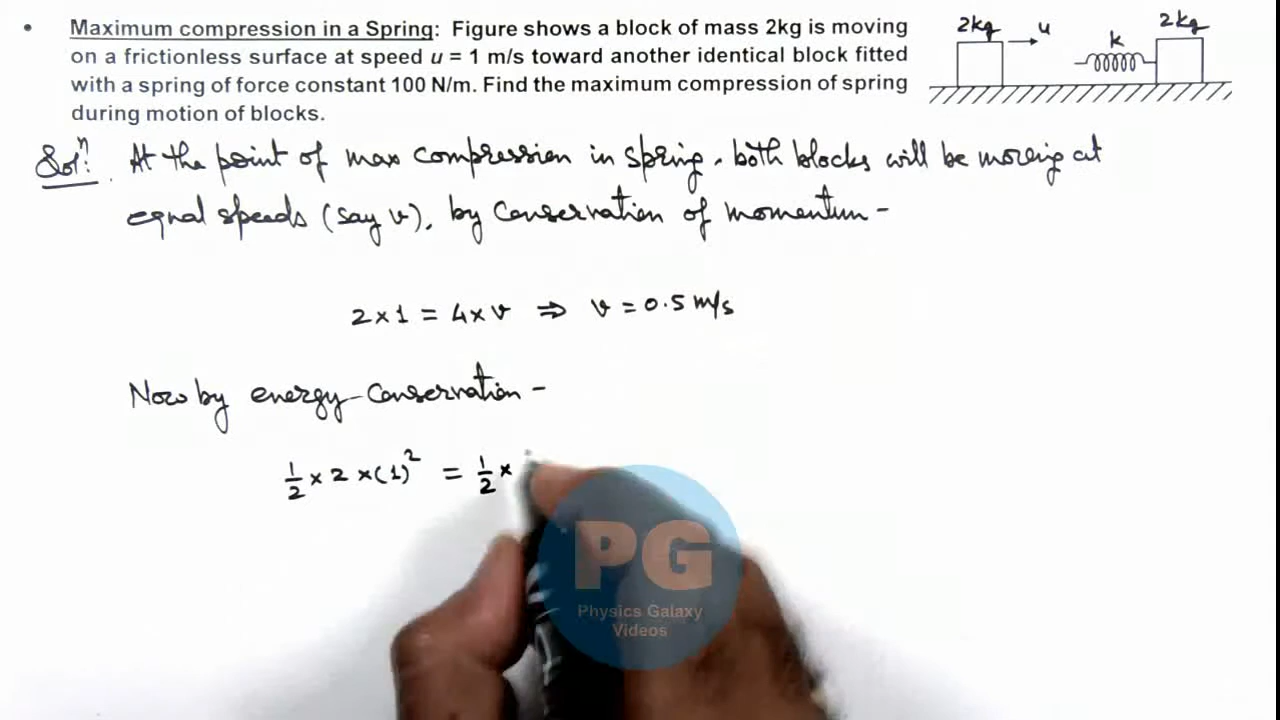 • Maximum compression in a Spring: Figure shows a block of mass 2kg is moving
on a frictionless surface at speed u = 1 m/s toward another identical block fitted
with a spring of force constant 100 N/m. Find the maximum compression of spring
during motion of blocks.
2kg u k 2kg
Solⁿ: At the point of max compression in spring, both blocks will be moving at
equal speeds (say v), by conservation of momentum -
2 × 1 = 4 × v ⇒ v = 0.5 m/s
Now by energy conservation -
1/2 × 2 × (1)² = 1/2 ×
PG
Physics Galaxy
Videos